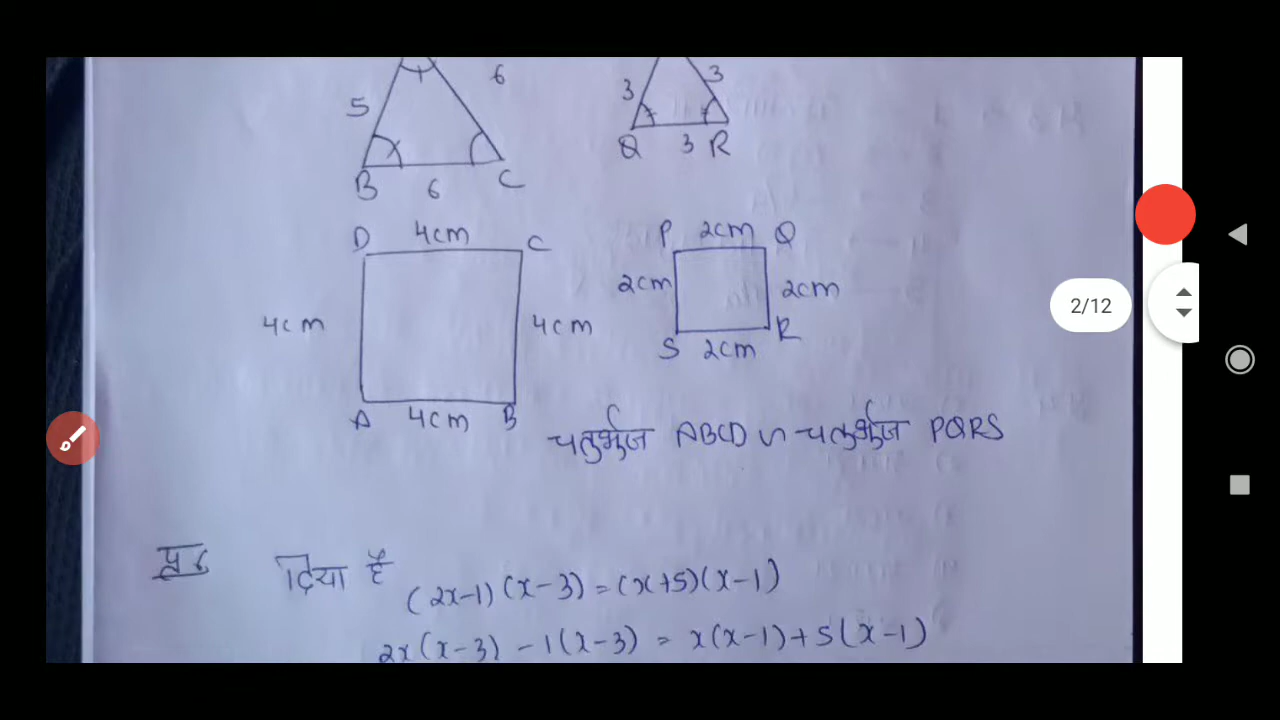 5 6 3 3
B 6 C Q 3 R
D 4cm C P 2cm Q
4cm 4cm 2cm 2cm
A 4cm B S 2cm R
2/12
चतुर्भुज ABCD ∽ चतुर्भुज PQRS
दिया है (2x-1)(x-3)=(x+5)(x-1)
2x(x-3) -1(x-3) = x(x-1)+5(x-1)